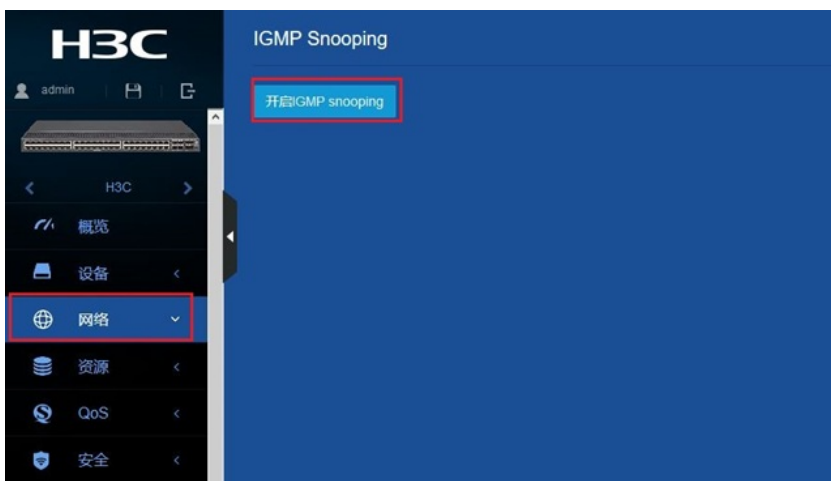 H3C
admin
H3C
概览
设备
网络
资源
QoS
安全
IGMP Snooping
开启IGMP snooping